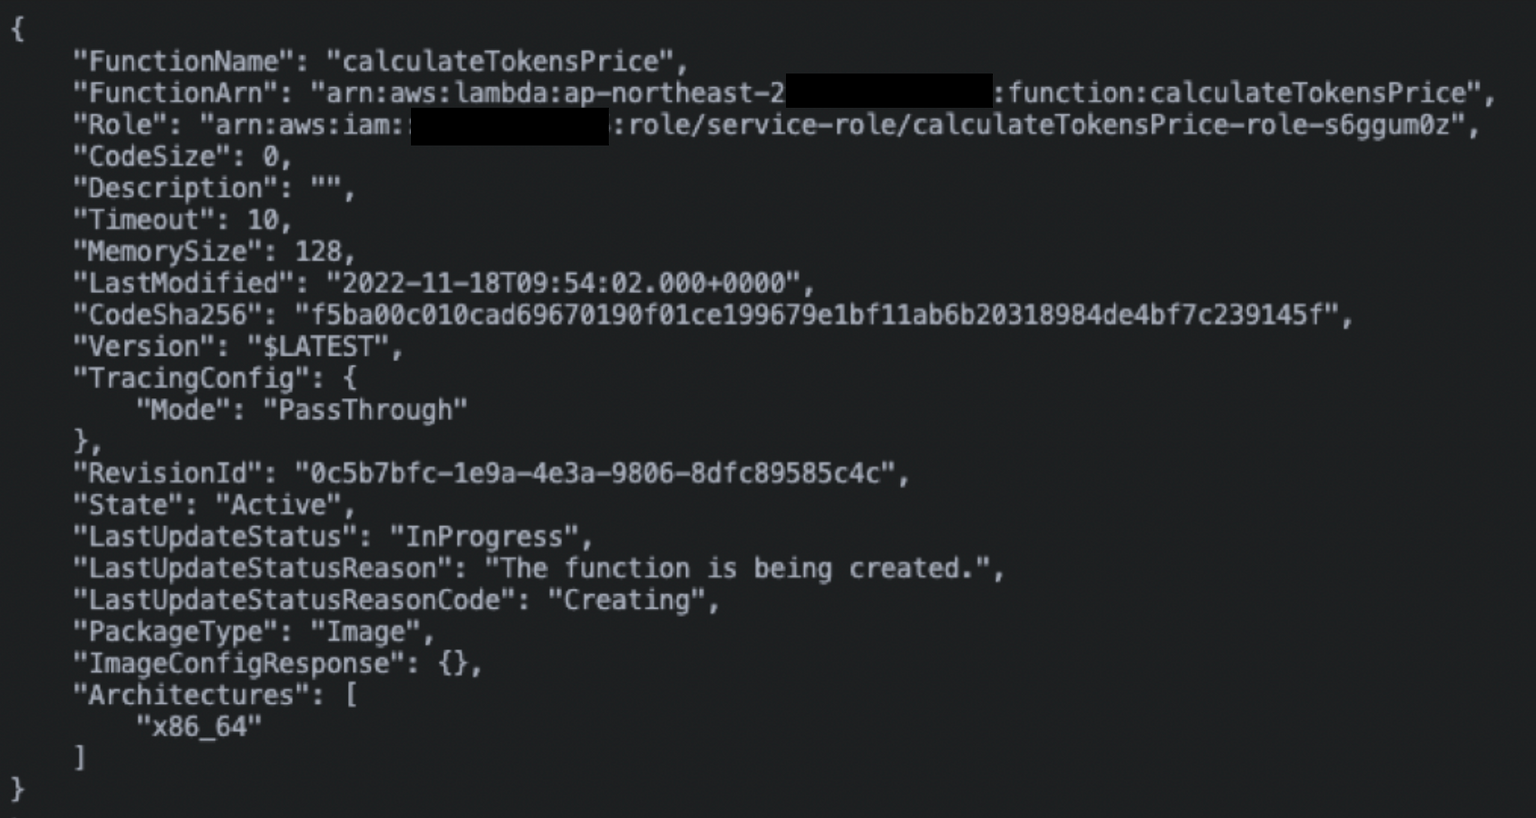 {
    "FunctionName": "calculateTokensPrice",
    "FunctionArn": "arn:aws:lambda:ap-northeast-2:function:calculateTokensPrice",
    "Role": "arn:aws:iam::role/service-role/calculateTokensPrice-role-s6ggum0z",
    "CodeSize": 0,
    "Description": "",
    "Timeout": 10,
    "MemorySize": 128,
    "LastModified": "2022-11-18T09:54:02.000+0000",
    "CodeSha256": "f5ba00c010cad69670190f01ce199679e1bf11ab6b20318984de4bf7c239145f",
    "Version": "$LATEST",
    "TracingConfig": {
        "Mode": "PassThrough"
    },
    "RevisionId": "0c5b7bfc-1e9a-4e3a-9806-8dfc89585c4c",
    "State": "Active",
    "LastUpdateStatus": "InProgress",
    "LastUpdateStatusReason": "The function is being created.",
    "LastUpdateStatusReasonCode": "Creating",
    "PackageType": "Image",
    "ImageConfigResponse": {},
    "Architectures": [
        "x86_64"
    ]
}